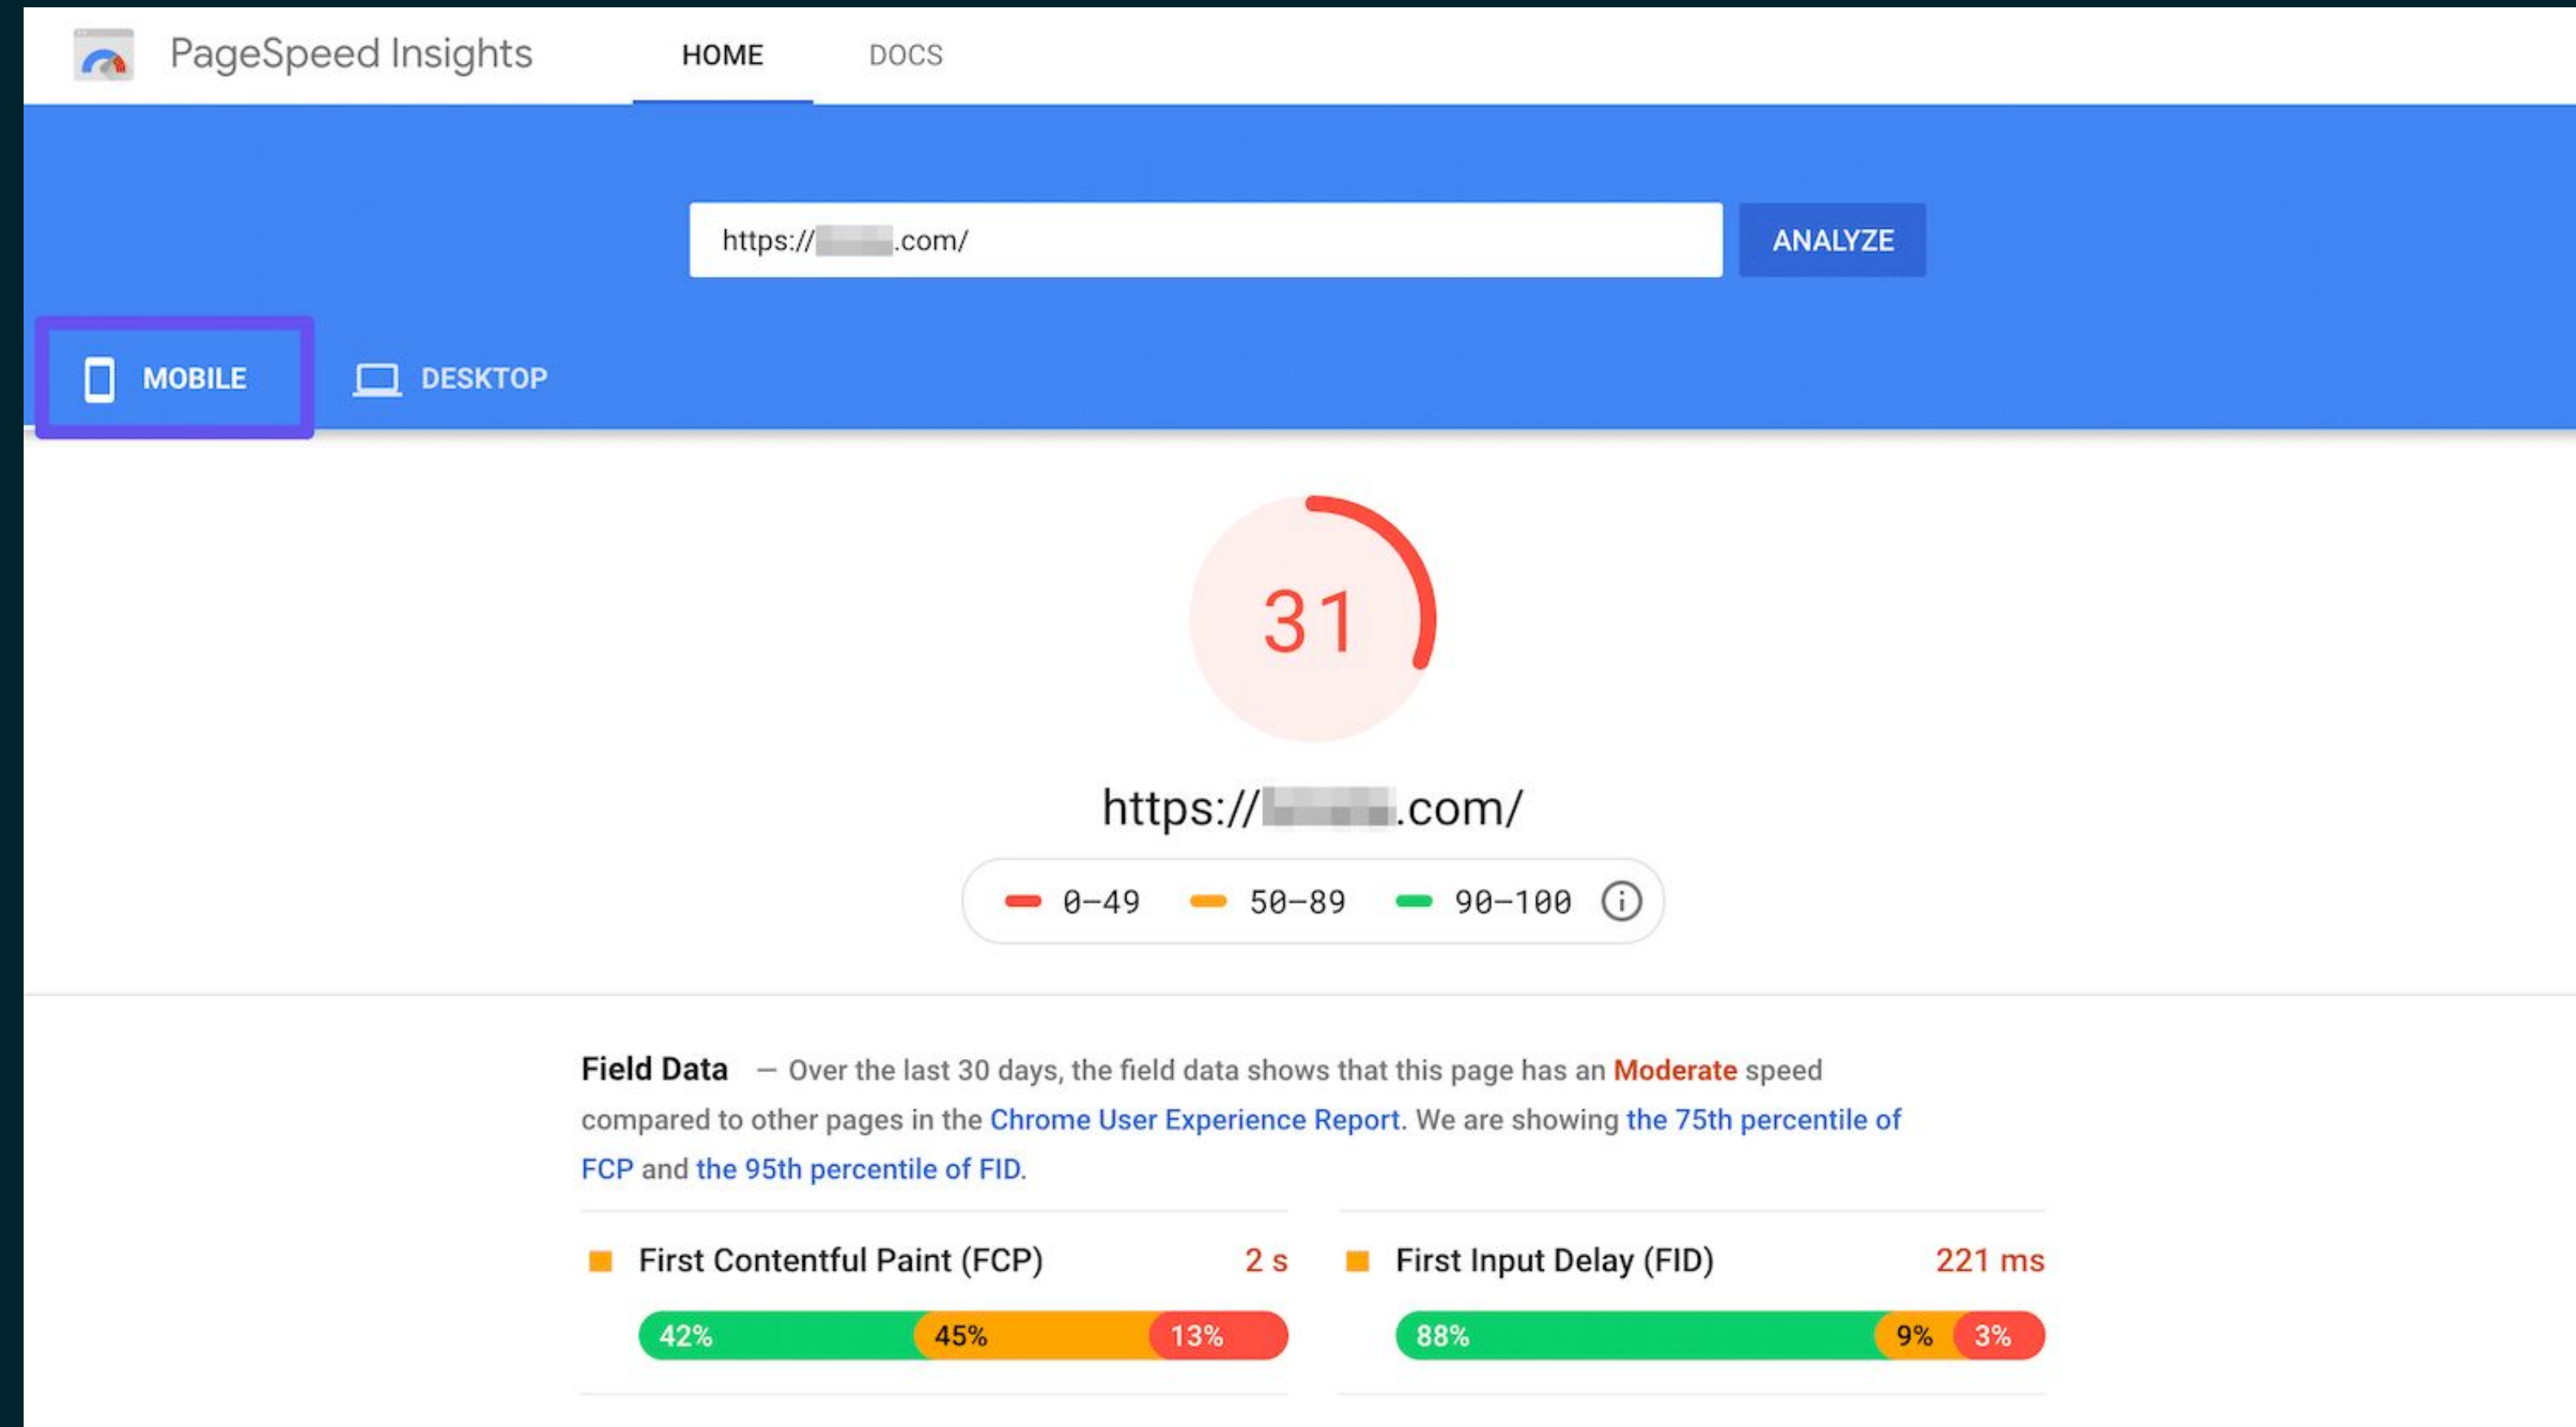 PageSpeed Insights
HOME
DOCS
https:// .com/
ANALYZE
MOBILE
DESKTOP
31
https:// .com/
0–49
50–89
90–100
Field Data — Over the last 30 days, the field data shows that this page has an Moderate speed
compared to other pages in the Chrome User Experience Report. We are showing the 75th percentile of
FCP and the 95th percentile of FID.
First Contentful Paint (FCP) 2 s
42% 45% 13%
First Input Delay (FID) 221 ms
88% 9% 3%